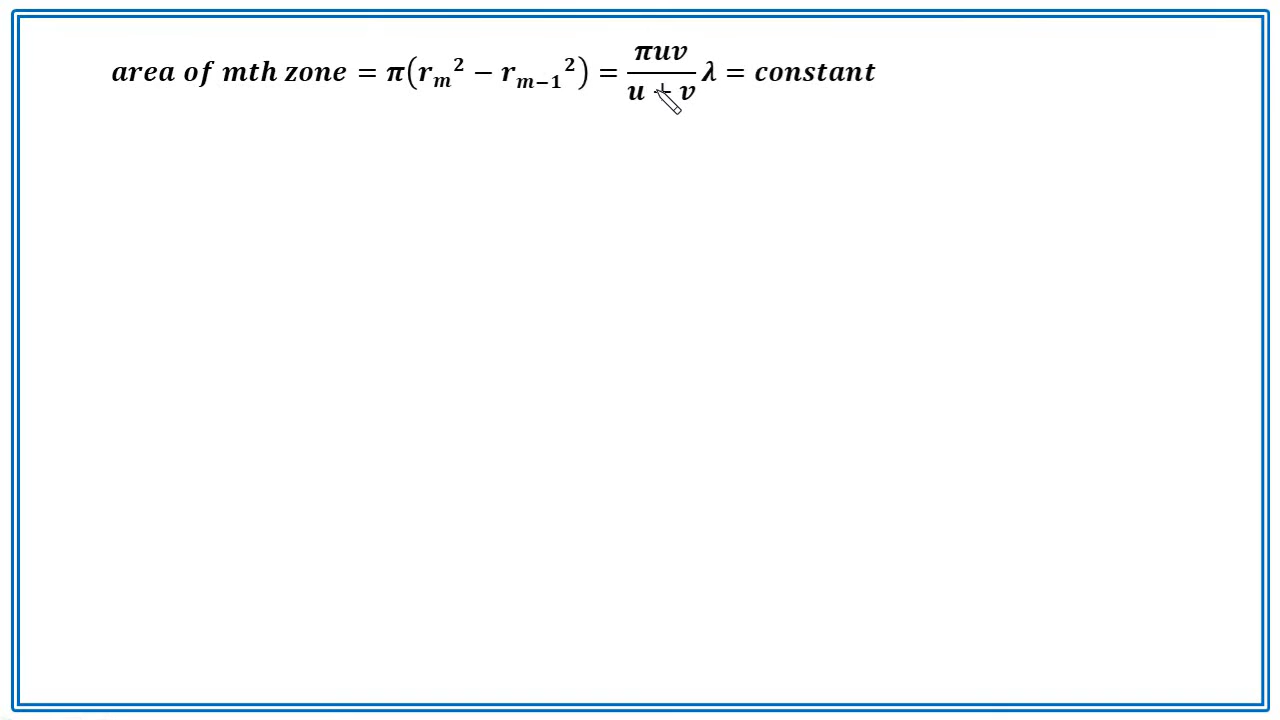 area of mth zone = π(rₘ² − rₘ₋₁²) = πuv/(u + v) λ = constant